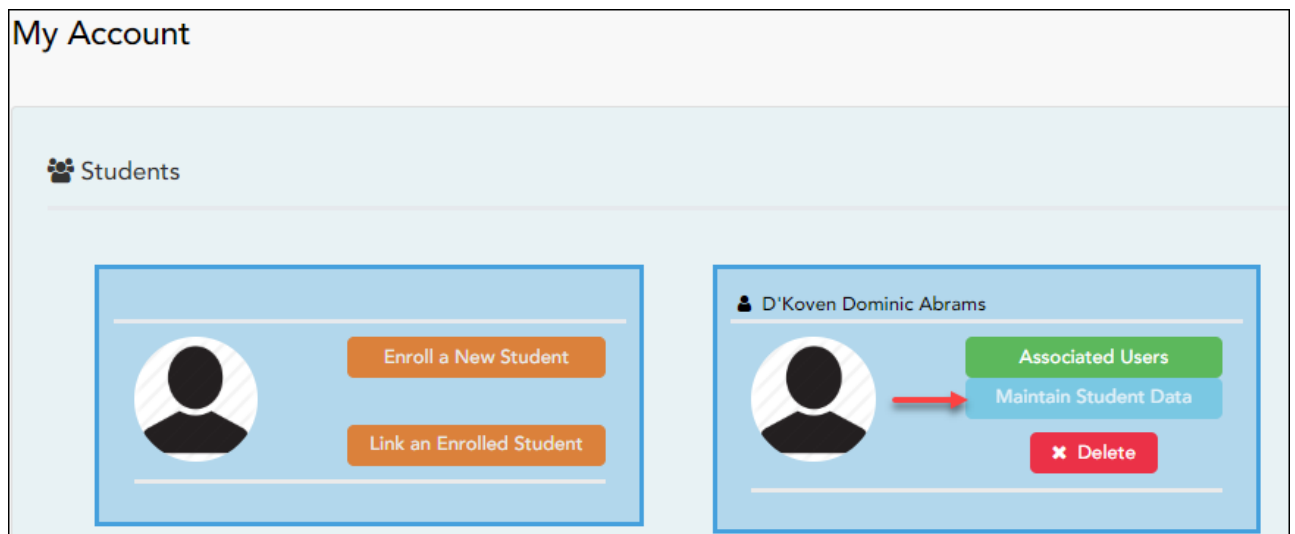 My Account
Students
Enroll a New Student
Link an Enrolled Student
D'Koven Dominic Abrams
Associated Users
Maintain Student Data
Delete